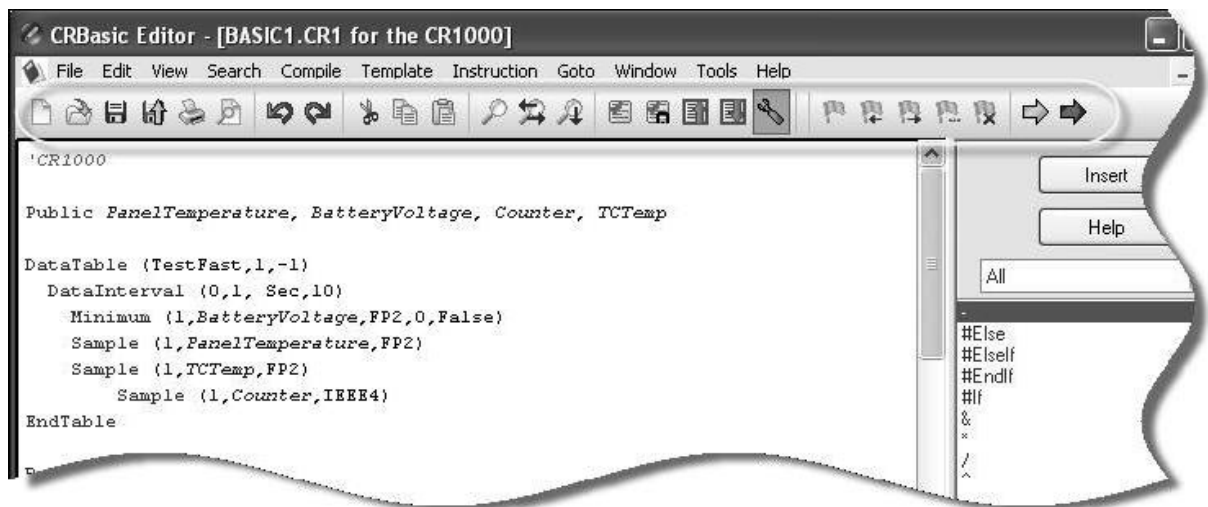 CRBasic Editor - [BASIC1.CR1 for the CR1000]
File Edit View Search Compile Template Instruction Goto Window Tools Help
'CR1000
Public PanelTemperature, BatteryVoltage, Counter, TCTemp
DataTable (TestFast,1,-1)
DataInterval (0,1, Sec,10)
Minimum (1,BatteryVoltage,FP2,0,False)
Sample (1,PanelTemperature,FP2)
Sample (1,TCTemp,FP2)
Sample (1,Counter,IEEE4)
EndTable
Insert
Help
All
-
#Else
#ElseIf
#EndIf
#If
&
*
/
^